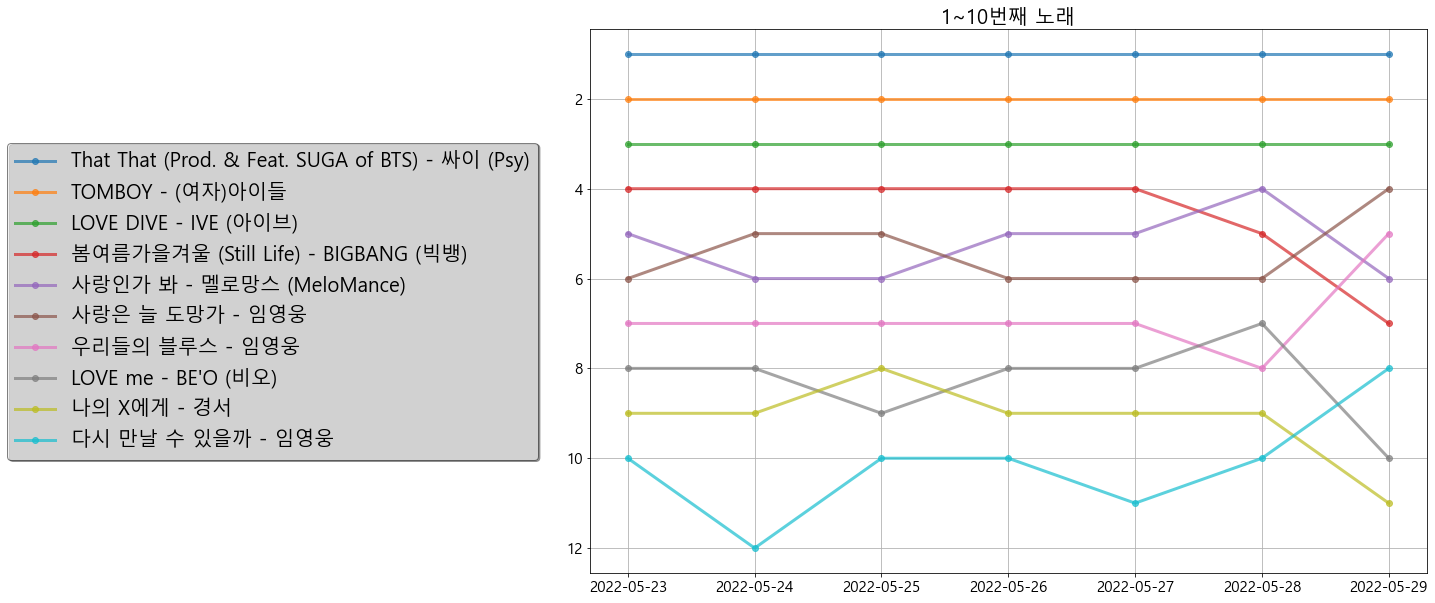 1~10번째 노래
That That (Prod. & Feat. SUGA of BTS) - 싸이 (Psy)
TOMBOY - (여자)아이들
LOVE DIVE - IVE (아이브)
봄여름가을겨울 (Still Life) - BIGBANG (빅뱅)
사랑인가 봐 - 멜로망스 (MeloMance)
사랑은 늘 도망가 - 임영웅
우리들의 블루스 - 임영웅
LOVE me - BE'O (비오)
나의 X에게 - 경서
다시 만날 수 있을까 - 임영웅
2
4
6
8
10
12
2022-05-23 2022-05-24 2022-05-25 2022-05-26 2022-05-27 2022-05-28 2022-05-29